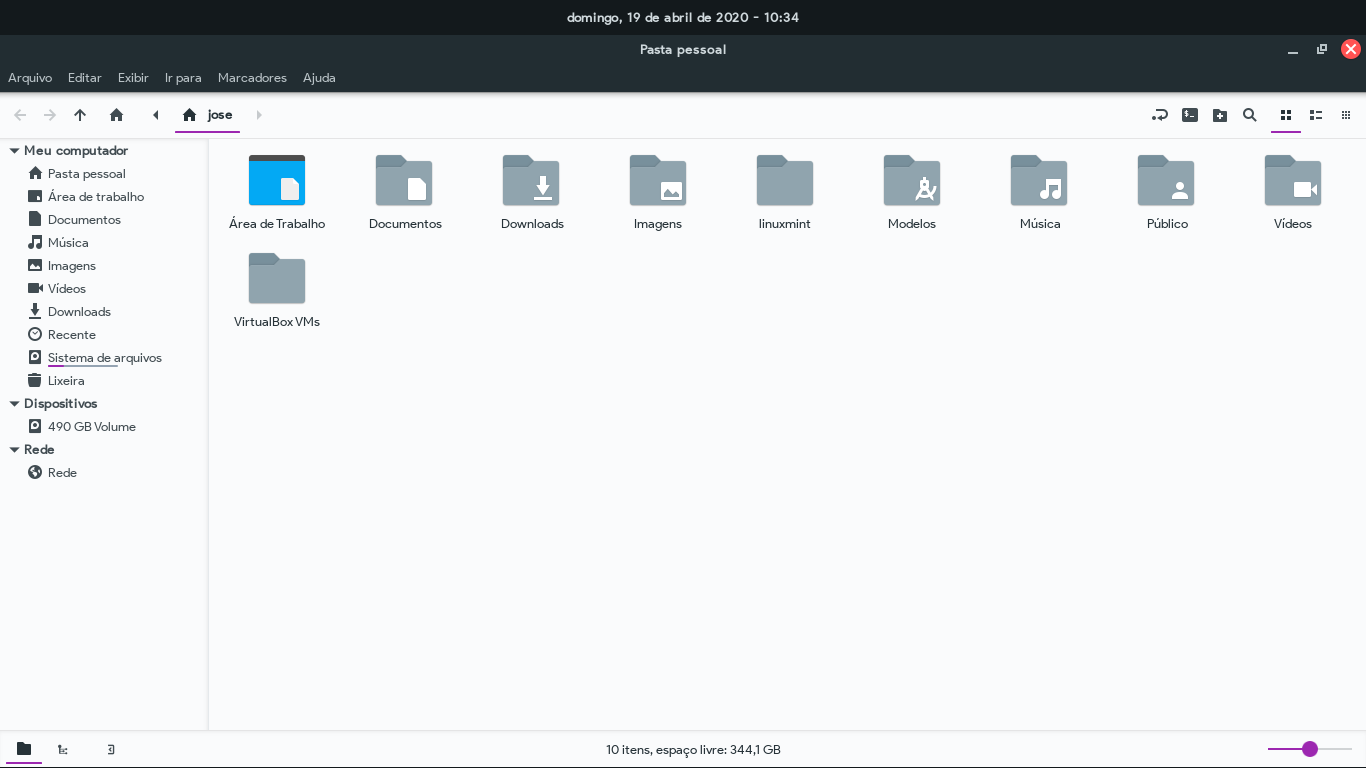 domingo, 19 de abril de 2020 - 10:34
Pasta pessoal
Arquivo Editar Exibir Ir para Marcadores Ajuda
jose
Meu computador
Pasta pessoal
Área de trabalho
Documentos
Música
Imagens
Vídeos
Downloads
Recente
Sistema de arquivos
Lixeira
Dispositivos
490 GB Volume
Rede
Rede
Área de Trabalho Documentos Downloads Imagens linuxmint Modelos Música Público Vídeos
VirtualBox VMs
10 itens, espaço livre: 344,1 GB